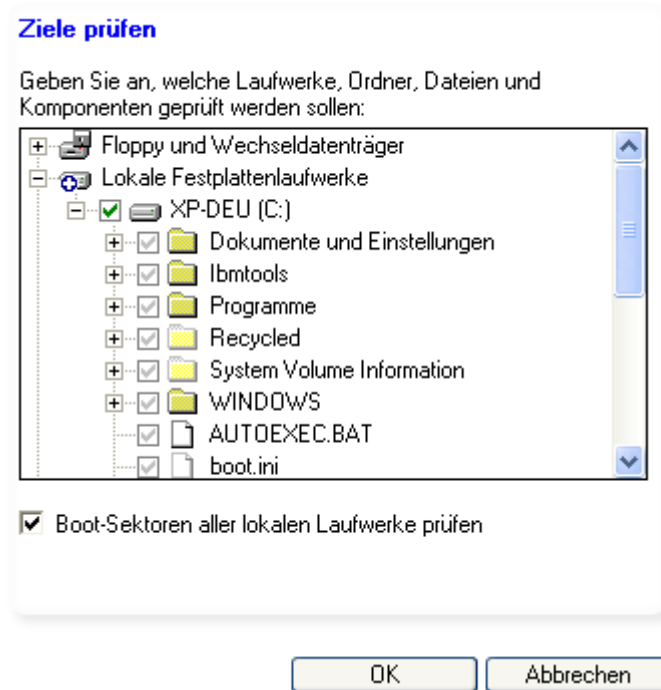 Ziele prüfen
Geben Sie an, welche Laufwerke, Ordner, Dateien und
Komponenten geprüft werden sollen:
Floppy und Wechseldatenträger
Lokale Festplattenlaufwerke
XP-DEU (C:)
Dokumente und Einstellungen
Ibmtools
Programme
Recycled
System Volume Information
WINDOWS
AUTOEXEC.BAT
boot.ini
Boot-Sektoren aller lokalen Laufwerke prüfen
OK Abbrechen